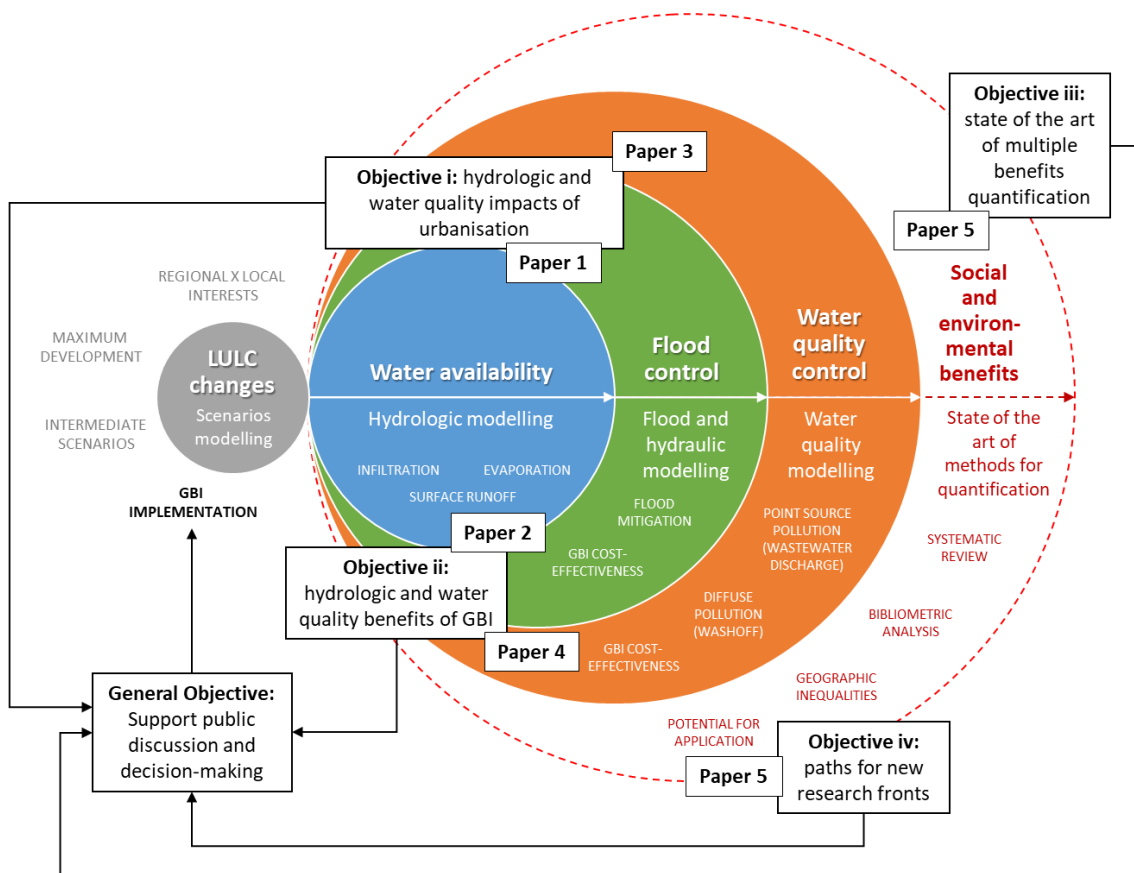 Objective iii:
state of the art
of multiple
benefits
quantification
Paper 5
Paper 3
Objective i: hydrologic and
water quality impacts of
urbanisation
Paper 1
REGIONAL X LOCAL
INTERESTS
MAXIMUM
DEVELOPMENT
INTERMEDIATE
SCENARIOS
LULC
changes
Scenarios
modelling
GBI
IMPLEMENTATION
Water availability
Hydrologic modelling
INFILTRATION
EVAPORATION
SURFACE RUNOFF
Flood
control
Flood and
hydraulic
modelling
FLOOD
MITIGATION
GBI COST-
EFFECTIVENESS
Water
quality
control
Water
quality
modelling
POINT SOURCE
POLLUTION
(WASTEWATER
DISCHARGE)
DIFFUSE
POLLUTION
(WASHOFF)
GBI COST-
EFFECTIVENESS
Social
and
environ-
mental
benefits
State of the
art of
methods for
quantification
SYSTEMATIC
REVIEW
BIBLIOMETRIC
ANALYSIS
GEOGRAPHIC
INEQUALITIES
POTENTIAL FOR
APPLICATION
Paper 2
Objective ii:
hydrologic and water
quality benefits of GBI
Paper 4
General Objective:
Support public
discussion and
decision-making
Paper 5
Objective iv:
paths for new
research fronts